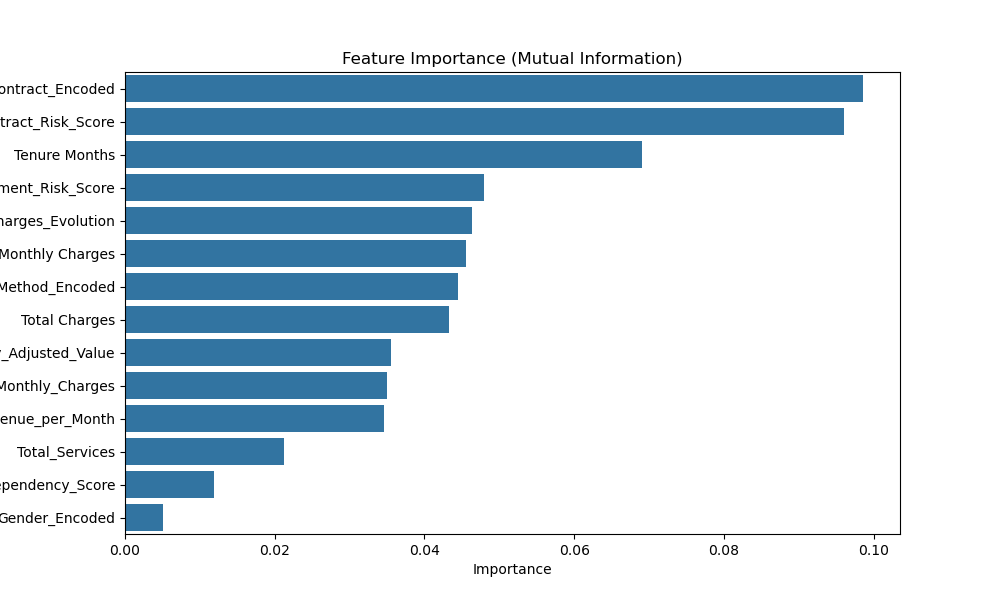 Feature Importance (Mutual Information)
ontract_Encoded
tract_Risk_Score
Tenure Months
ment_Risk_Score
harges_Evolution
Monthly Charges
Method_Encoded
Total Charges
_Adjusted_Value
Monthly_Charges
enue_per_Month
Total_Services
ependency_Score
Gender_Encoded
0.00 0.02 0.04 0.06 0.08 0.10
Importance